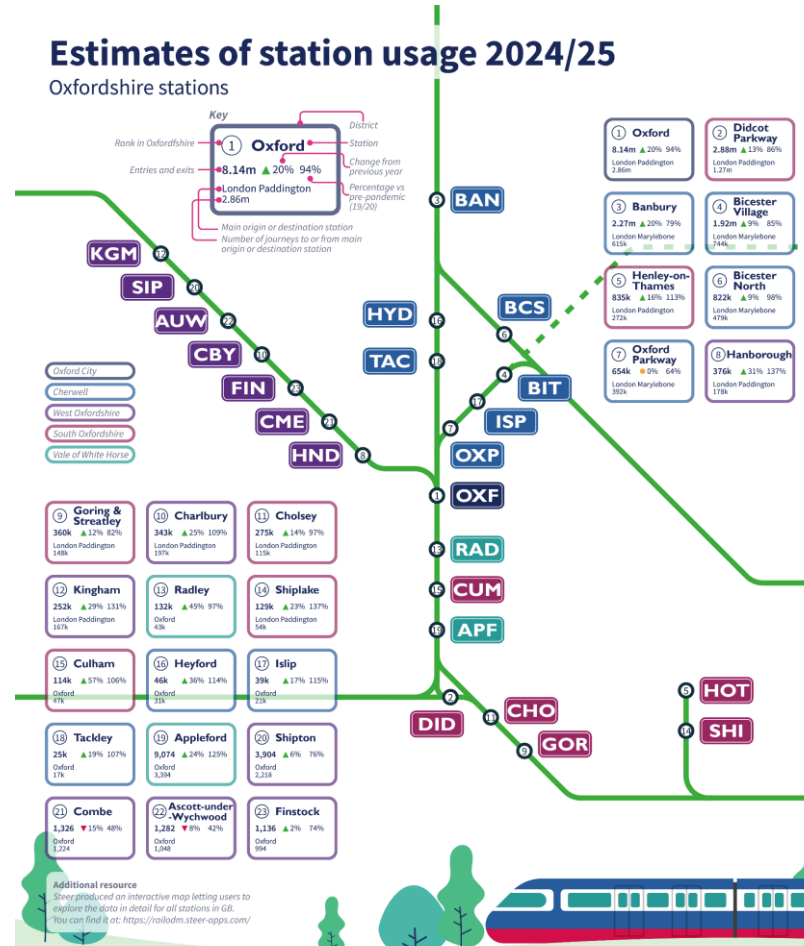 Estimates of station usage 2024/25
Oxfordshire stations
Key
District
Rank in Oxfordfshire
1 Oxford
Station
Entries and exits
8.14m ▲20% 94%
Change from
previous year
London Paddington
2.86m
Percentage vs
pre-pandemic
(19/20)
Main origin or destination station
Number of journeys to or from main
origin or destination station
1 Oxford
8.14m ▲20% 94%
London Paddington
2.86m
2 Didcot
Parkway
2.88m ▲13% 86%
London Paddington
1.27m
3 Banbury
2.27m ▲20% 79%
London Marylebone
615k
4 Bicester
Village
1.92m ▲9% 85%
London Marylebone
744k
5 Henley-on-
Thames
835k ▲16% 113%
London Paddington
272k
6 Bicester
North
822k ▲9% 98%
London Marylebone
479k
7 Oxford
Parkway
654k ●0% 64%
London Marylebone
392k
8 Hanborough
376k ▲31% 137%
London Paddington
178k
3 BAN
KGM 12
SIP 20
AUW 22
CBY 10
FIN 23
CME 21
HND 8
HYD 16
TAC 18
BCS
6
4
BIT
17
ISP
7
OXP
1 OXF
13 RAD
15 CUM
19 APF
2
DID
11 CHO
9 GOR
5 HOT
14 SHI
Oxford City
Cherwell
West Oxfordshire
South Oxfordshire
Vale of White Horse
9 Goring &
Streatley
360k ▲12% 82%
London Paddington
148k
10 Charlbury
343k ▲25% 109%
London Paddington
197k
11 Cholsey
275k ▲14% 97%
London Paddington
115k
12 Kingham
252k ▲29% 131%
London Paddington
167k
13 Radley
132k ▲45% 97%
Oxford
43k
14 Shiplake
129k ▲23% 137%
London Paddington
54k
15 Culham
114k ▲57% 106%
Oxford
47k
16 Heyford
46k ▲36% 114%
Oxford
31k
17 Islip
39k ▲17% 115%
Oxford
21k
18 Tackley
25k ▲19% 107%
Oxford
17k
19 Appleford
9,074 ▲24% 125%
Oxford
3,394
20 Shipton
3,904 ▲6% 76%
Oxford
2,218
21 Combe
1,326 ▼15% 48%
Oxford
1,224
22 Ascott-under
-Wychwood
1,282 ▼8% 42%
Oxford
1,048
23 Finstock
1,136 ▲2% 74%
Oxford
994
Additional resource
Steer produced an interactive map letting users to
explore the data in detail for all stations in GB.
You can find it at: https://railodm.steer-apps.com/